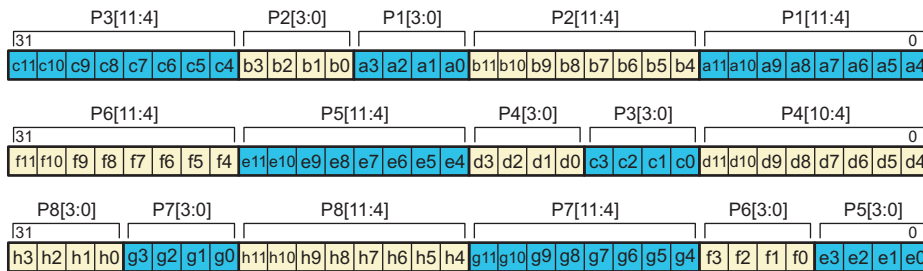 P3[11:4] P2[3:0] P1[3:0] P2[11:4] P1[11:4]
31 0
c11 c10 c9 c8 c7 c6 c5 c4 b3 b2 b1 b0 a3 a2 a1 a0 b11 b10 b9 b8 b7 b6 b5 b4 a11 a10 a9 a8 a7 a6 a5 a4
P6[11:4] P5[11:4] P4[3:0] P3[3:0] P4[10:4]
31 0
f11 f10 f9 f8 f7 f6 f5 f4 e11 e10 e9 e8 e7 e6 e5 e4 d3 d2 d1 d0 c3 c2 c1 c0 d11 d10 d9 d8 d7 d6 d5 d4
P8[3:0] P7[3:0] P8[11:4] P7[11:4] P6[3:0] P5[3:0]
31 0
h3 h2 h1 h0 g3 g2 g1 g0 h11 h10 h9 h8 h7 h6 h5 h4 g11 g10 g9 g8 g7 g6 g5 g4 f3 f2 f1 f0 e3 e2 e1 e0